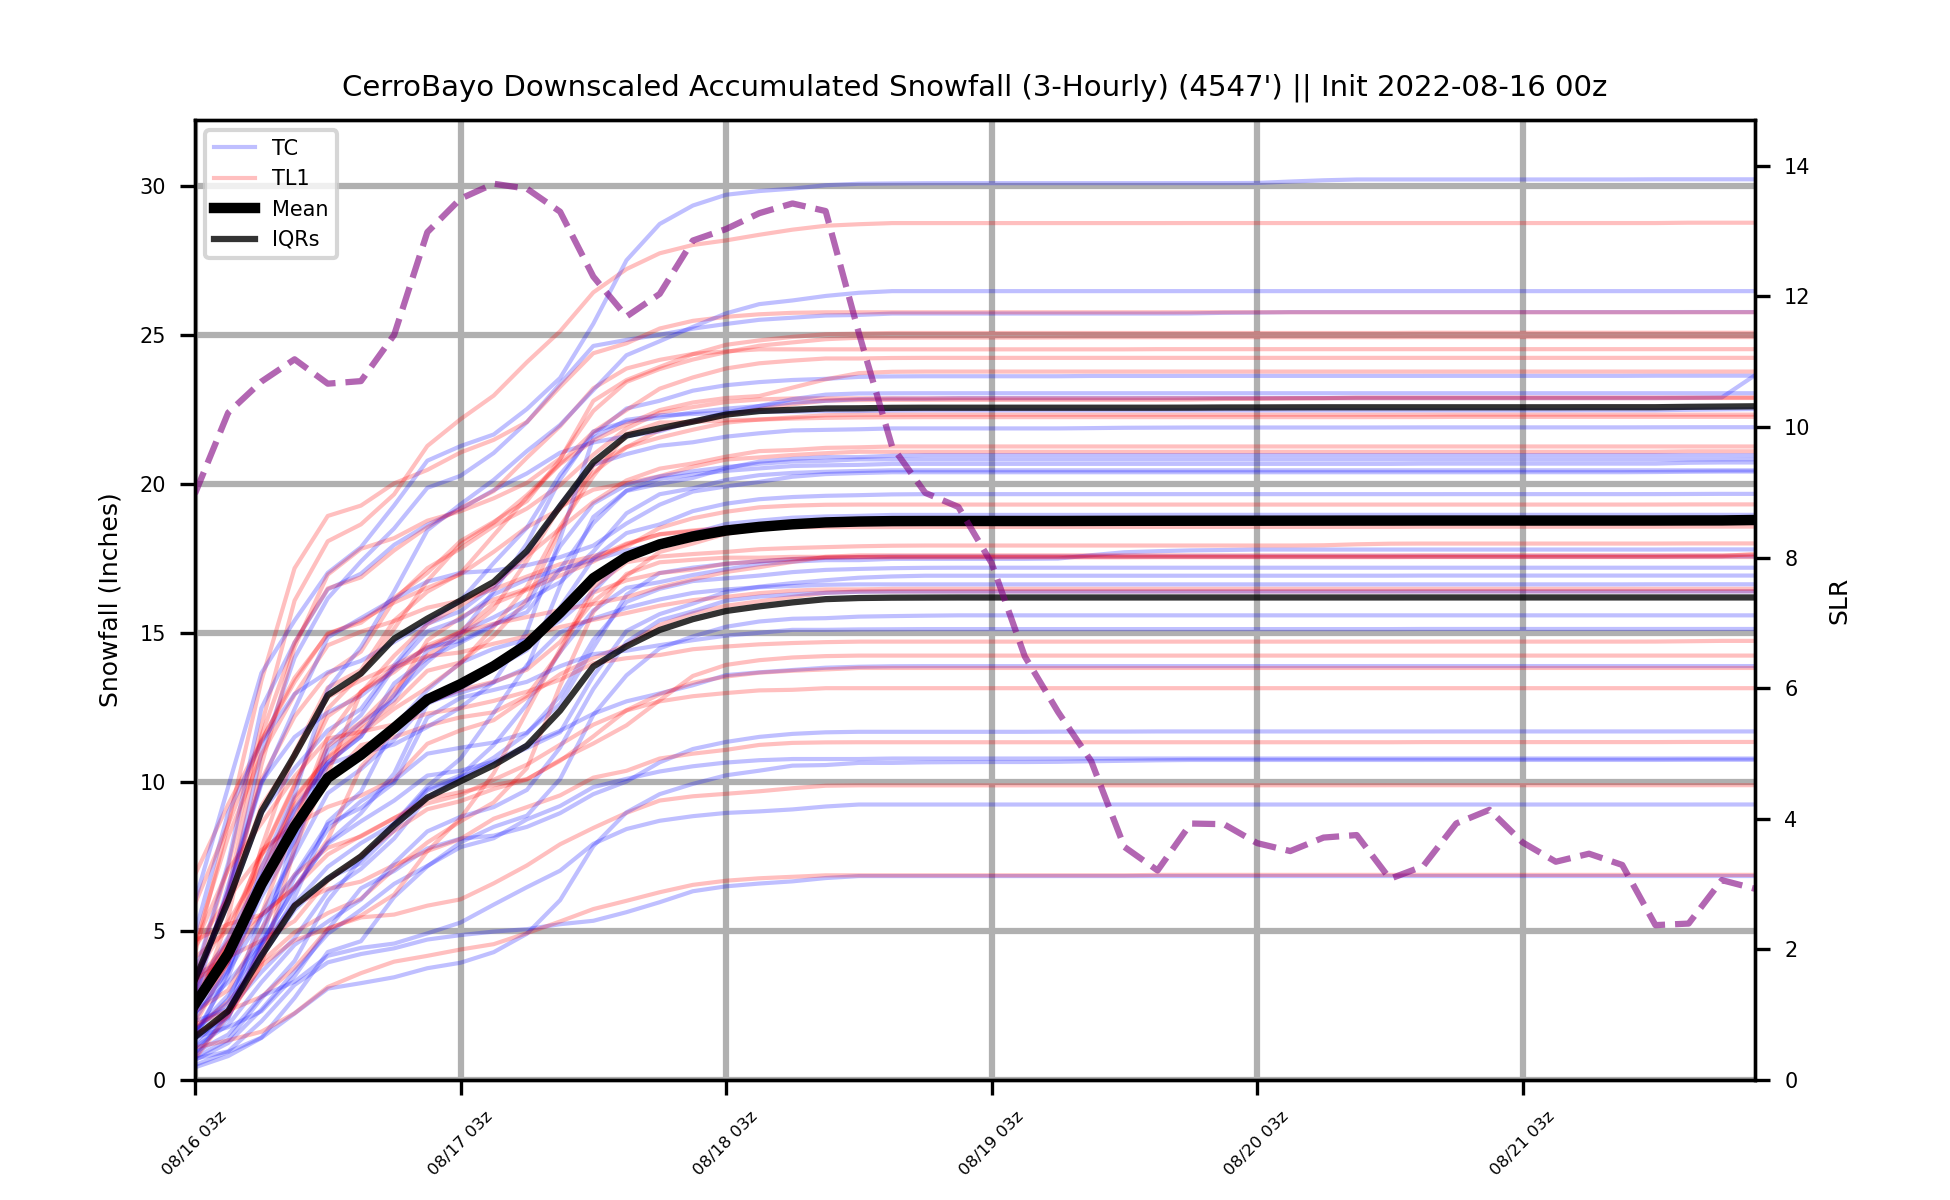 CerroBayo Downscaled Accumulated Snowfall (3-Hourly) (4547') || Init 2022-08-16 00z
TC
TL1
Mean
IQRs
Snowfall (Inches)
30
25
20
15
10
5
0
14
12
10
8
6
4
2
0
SLR
08/16 03z
08/17 03z
08/18 03z
08/19 03z
08/20 03z
08/21 03z